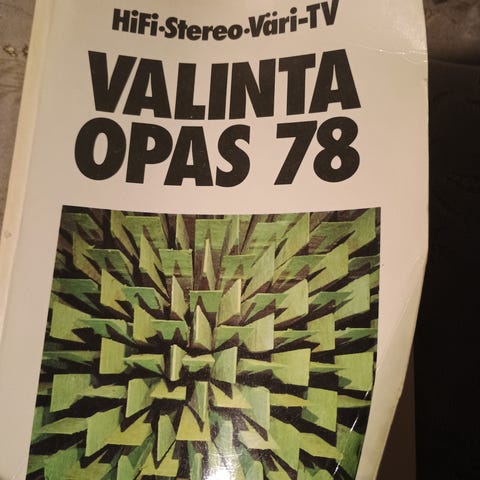 HiFi·Stereo·Väri-TV
VALINTA
OPAS 78